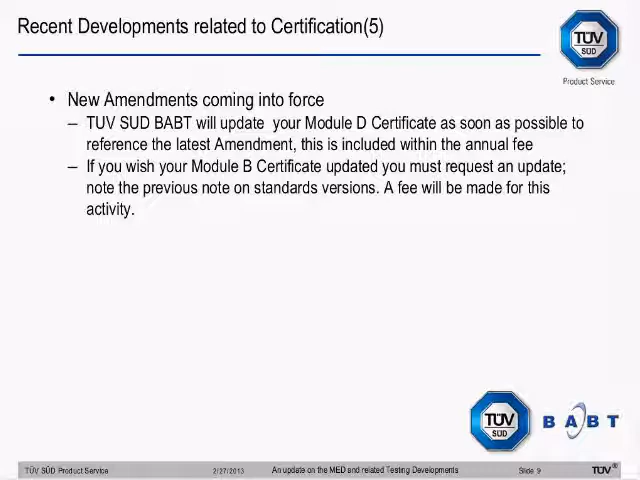 Recent Developments related to Certification(5)
TÜV
SÜD
Product Service
• New Amendments coming into force
– TUV SUD BABT will update your Module D Certificate as soon as possible to
reference the latest Amendment, this is included within the annual fee
– If you wish your Module B Certificate updated you must request an update;
note the previous note on standards versions. A fee will be made for this
activity.
TÜV
SÜD
BABT
TÜV SÜD Product Service 2/27/2013 An update on the MED and related Testing Developments Slide 9 TÜV®